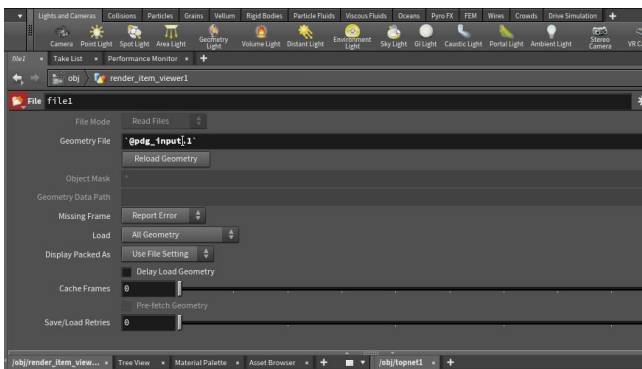 Lights and Cameras Collisions Particles Grains Vellum Rigid Bodies Particle Fluids Viscous Fluids Oceans Pyro FX FEM Wires Crowds Drive Simulation +
Camera Point Light Spot Light Area Light Geometry Light Volume Light Distant Light Environment Light Sky Light GI Light Caustic Light Portal Light Ambient Light Stereo Camera VR C
file1 × Take List × Performance Monitor × +
obj render_item_viewer1
File file1
File Mode Read Files
Geometry File `@pdg_input.1`
Reload Geometry
Object Mask *
Geometry Data Path
Missing Frame Report Error
Load All Geometry
Display Packed As Use File Setting
Delay Load Geometry
Cache Frames 0
Pre-fetch Geometry
Save/Load Retries 0
/obj/render_item_view... × Tree View × Material Palette × Asset Browser × + /obj/topnet1 × +